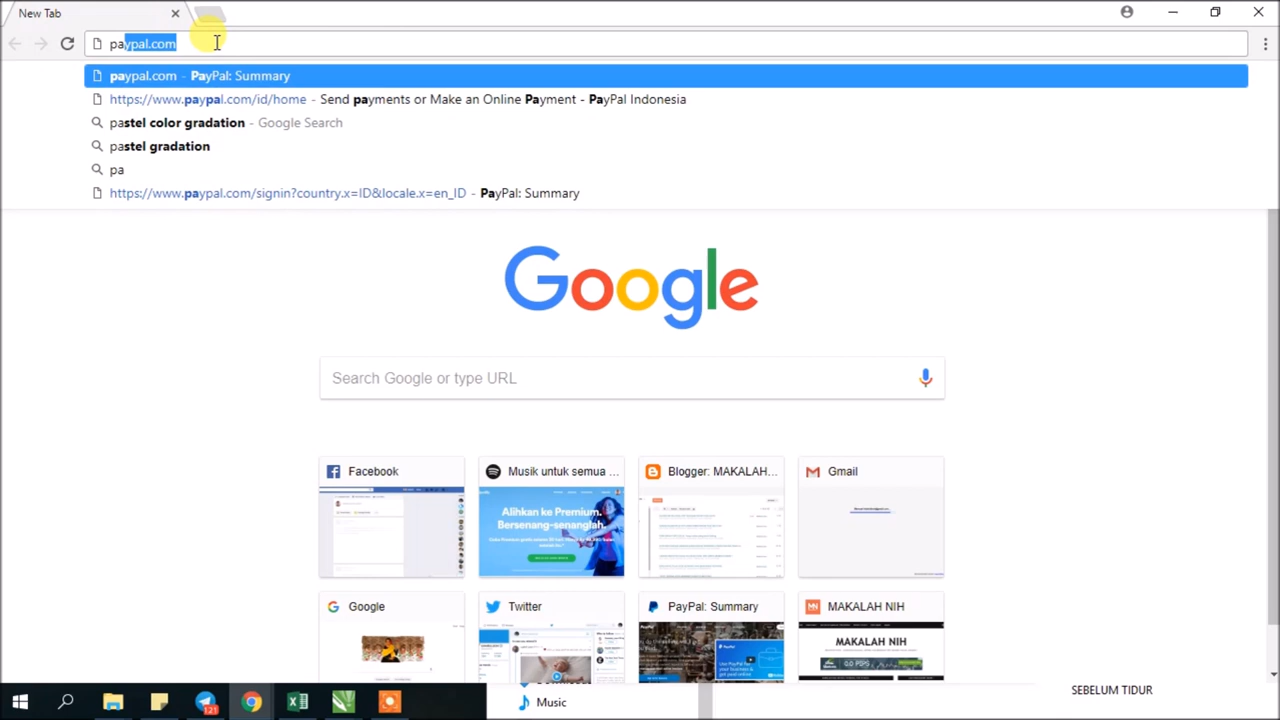 New Tab
paypal.com
paypal.com - PayPal: Summary
https://www.paypal.com/id/home - Send payments or Make an Online Payment - PayPal Indonesia
pastel color gradation - Google Search
pastel gradation
pa
https://www.paypal.com/signin?country.x=ID&locale.x=en_ID - PayPal: Summary
Google
Search Google or type URL
Facebook
Musik untuk semua ...
Blogger: MAKALAH...
Gmail
Alihkan ke Premium.
Bersenang-senanglah.
Google
Twitter
PayPal: Summary
MAKALAH NIH
MAKALAH NIH
121
Music
SEBELUM TIDUR